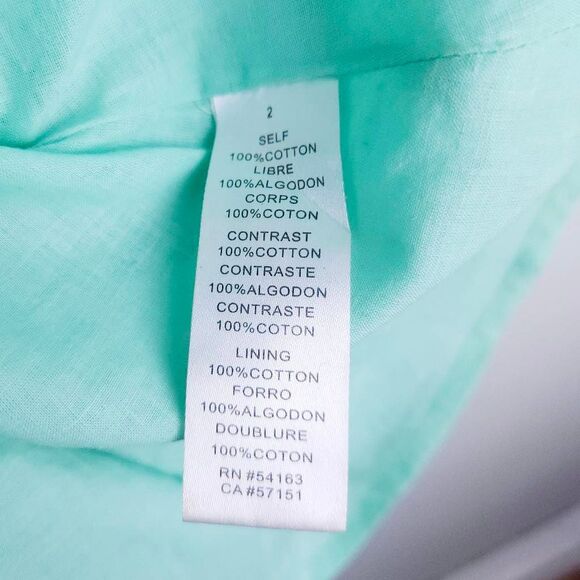 2
SELF
100%COTTON
LIBRE
100%ALGODON
CORPS
100%COTON
CONTRAST
100%COTTON
CONTRASTE
100%ALGODON
CONTRASTE
100%COTON
LINING
100%COTTON
FORRO
100%ALGODON
DOUBLURE
100%COTON
RN #54163
CA#57151